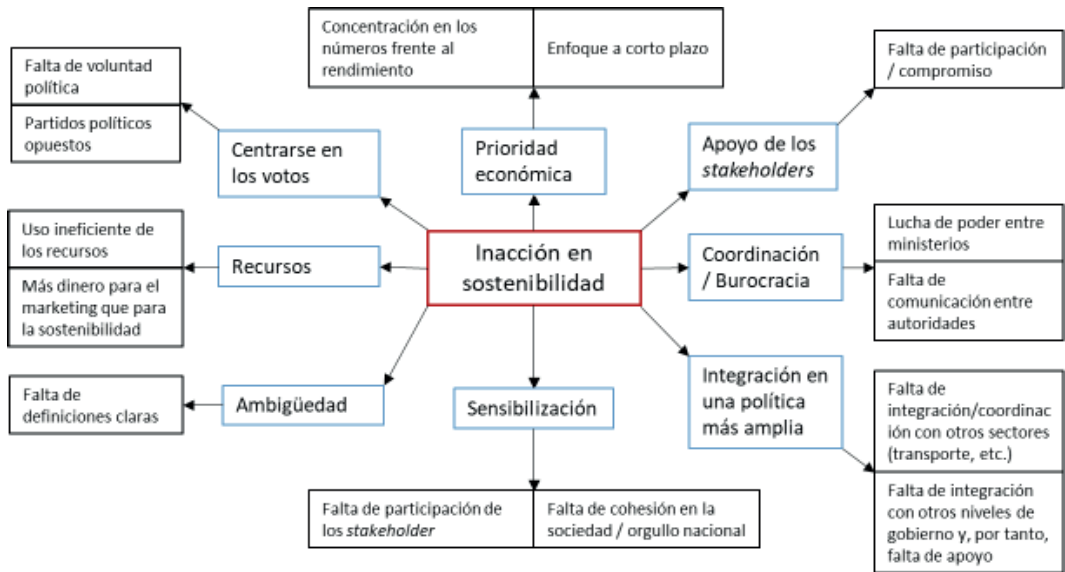 Concentración en los
números frente al
rendimiento
Enfoque a corto plazo
Falta de voluntad
política
Partidos políticos
opuestos
Falta de participación
/ compromiso
Centrarse en
los votos
Prioridad
económica
Apoyo de los
stakeholders
Uso ineficiente de
los recursos
Más dinero para el
marketing que para
la sostenibilidad
Recursos
Inacción en
sostenibilidad
Coordinación
/ Burocracia
Lucha de poder entre
ministerios
Falta de
comunicación entre
autoridades
Falta de
definiciones claras
Ambigüedad
Sensibilización
Integración en
una política
más amplia
Falta de
integración/coordinac
ión con otros sectores
(transporte, etc.)
Falta de integración
con otros niveles de
gobierno y, por tanto,
falta de apoyo
Falta de participación de
los stakeholder
Falta de cohesión en la
sociedad / orgullo nacional